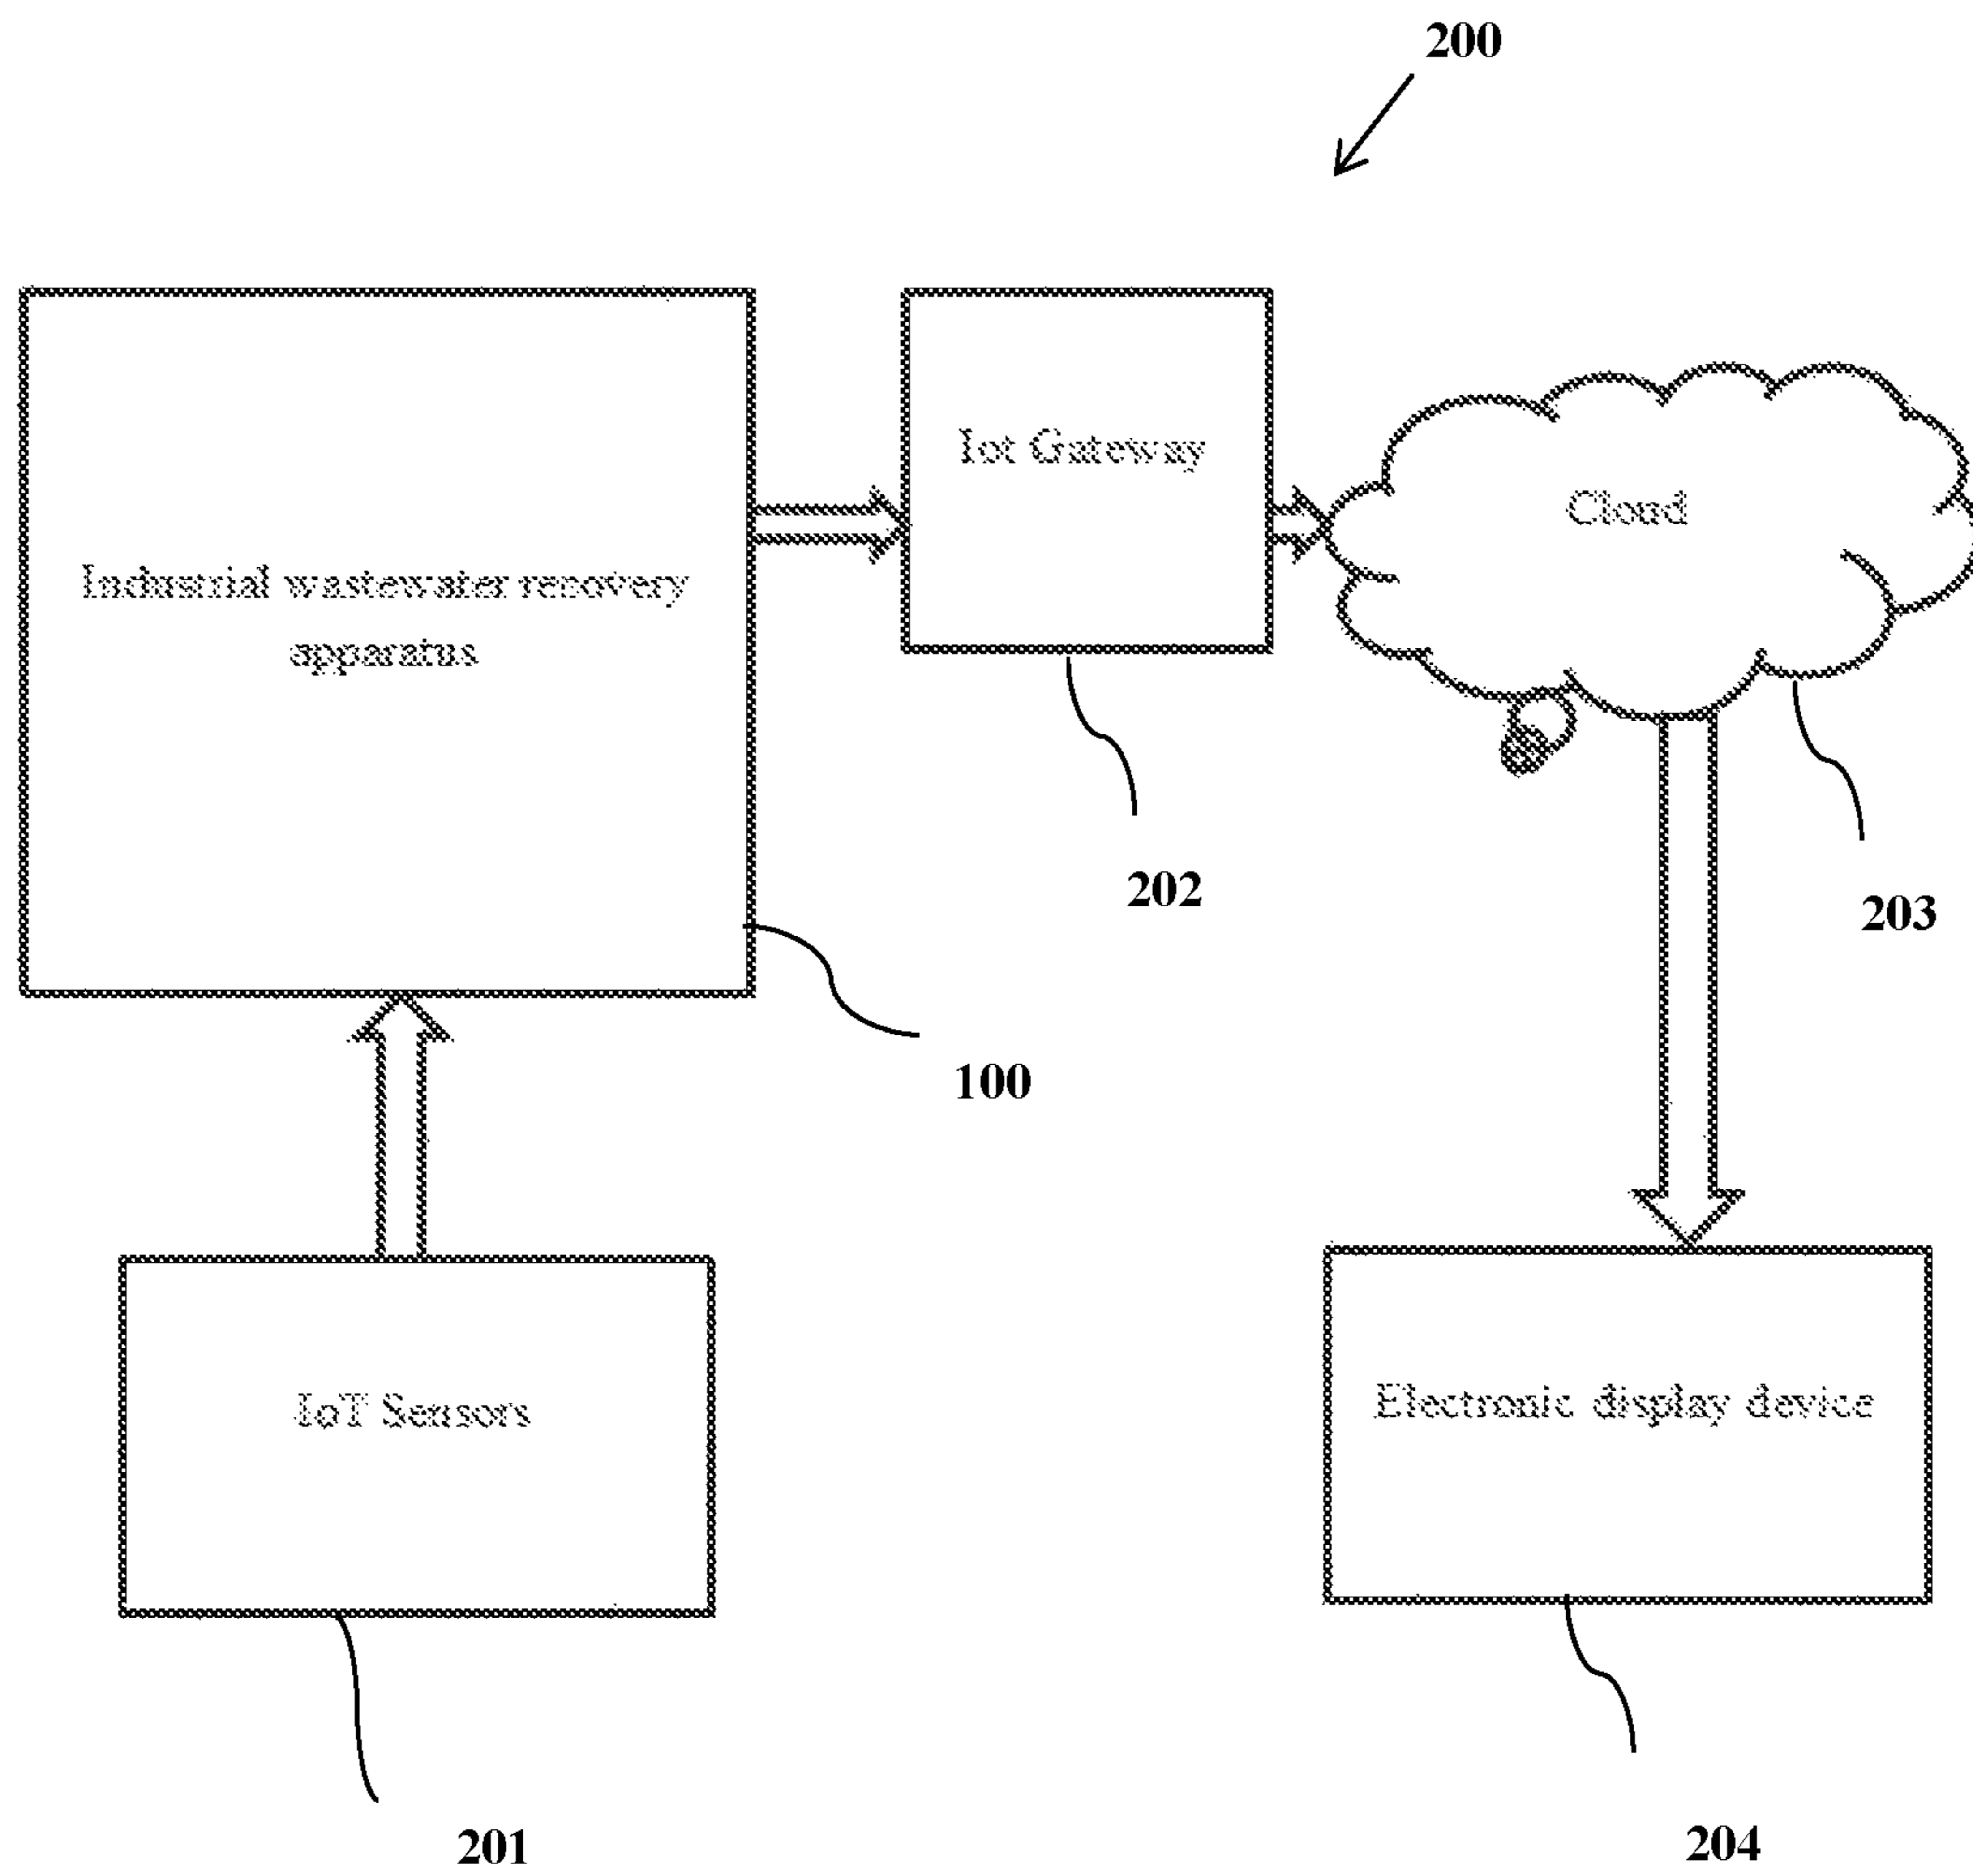 200
Iot Gateway
Cloud
Industrial wastewater recovery
apparatus
202
203
100
IoT Sensors
Electronic display device
201
204